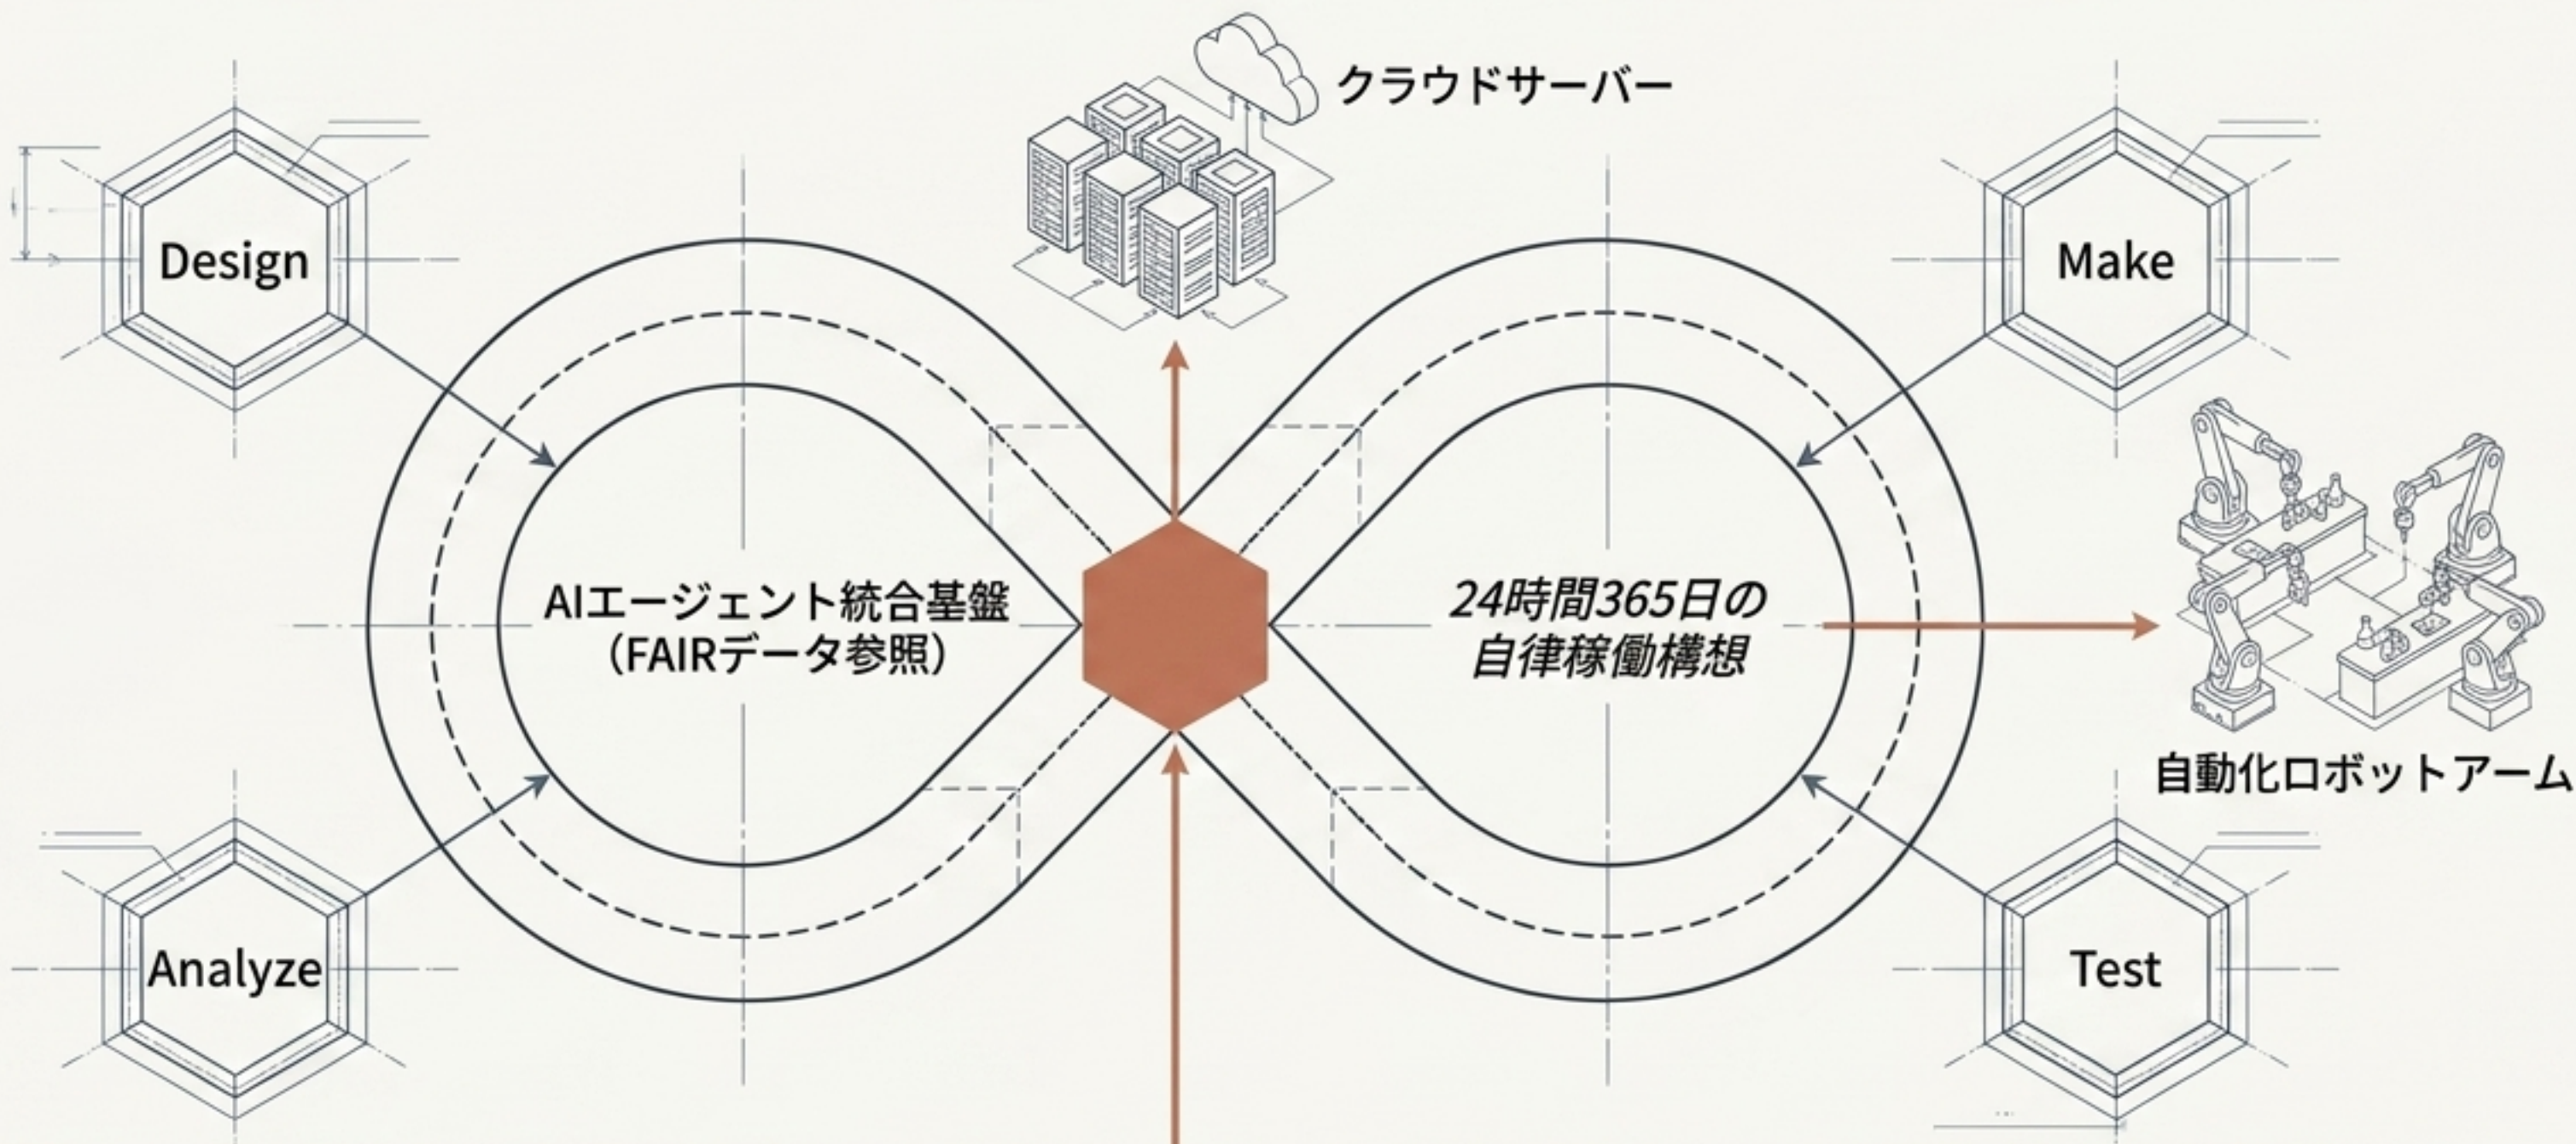 クラウドサーバー
Design
Make
AIエージェント統合基盤
（FAIRデータ参照）
24時間365日の
自律稼働構想
自動化ロボットアーム
Analyze
Test